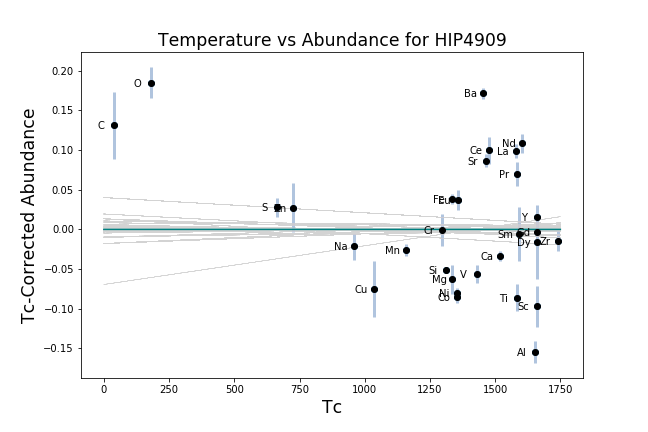 Temperature vs Abundance for HIP4909
Tc-Corrected Abundance
0.20
0.15
0.10
0.05
0.00
−0.05
−0.10
−0.15
O
C
Ba
Nd
Ce
La
Sr
Pr
S
Y
Cr
Sm
Dy
Zr
Na
Mn
Ca
Si
Mg
V
Cu
Ni
Co
Ti
Sc
Al
0
250
500
750
1000
1250
1500
1750
Tc